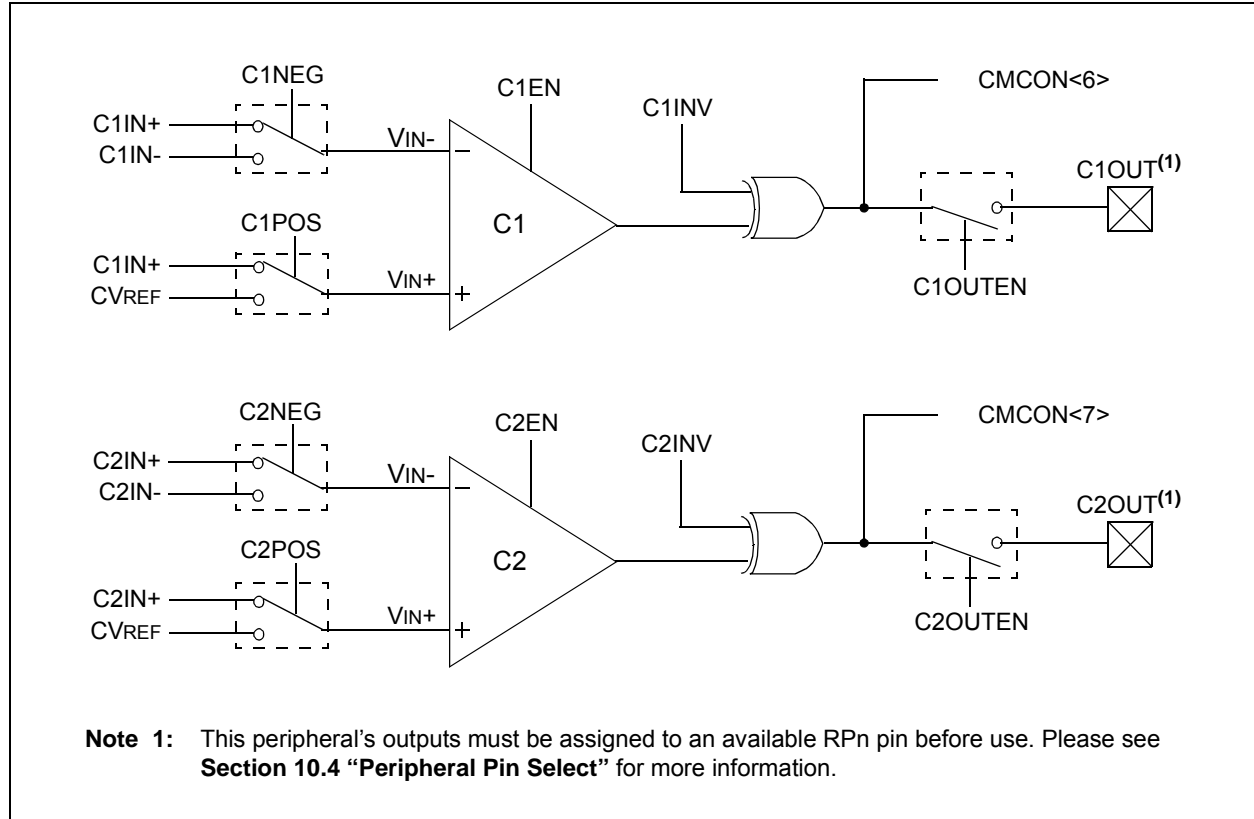 C1NEG
C1EN
CMCON<6>
C1INV
C1IN+
C1IN-
VIN-
−
C1OUT(1)
C1
C1POS
C1IN+
CVREF
VIN+
+
C1OUTEN
C2NEG
C2EN
CMCON<7>
C2INV
C2IN+
C2IN-
VIN-
−
C2OUT(1)
C2
C2POS
C2IN+
CVREF
VIN+
+
C2OUTEN
Note 1: This peripheral’s outputs must be assigned to an available RPn pin before use. Please see
Section 10.4 “Peripheral Pin Select” for more information.